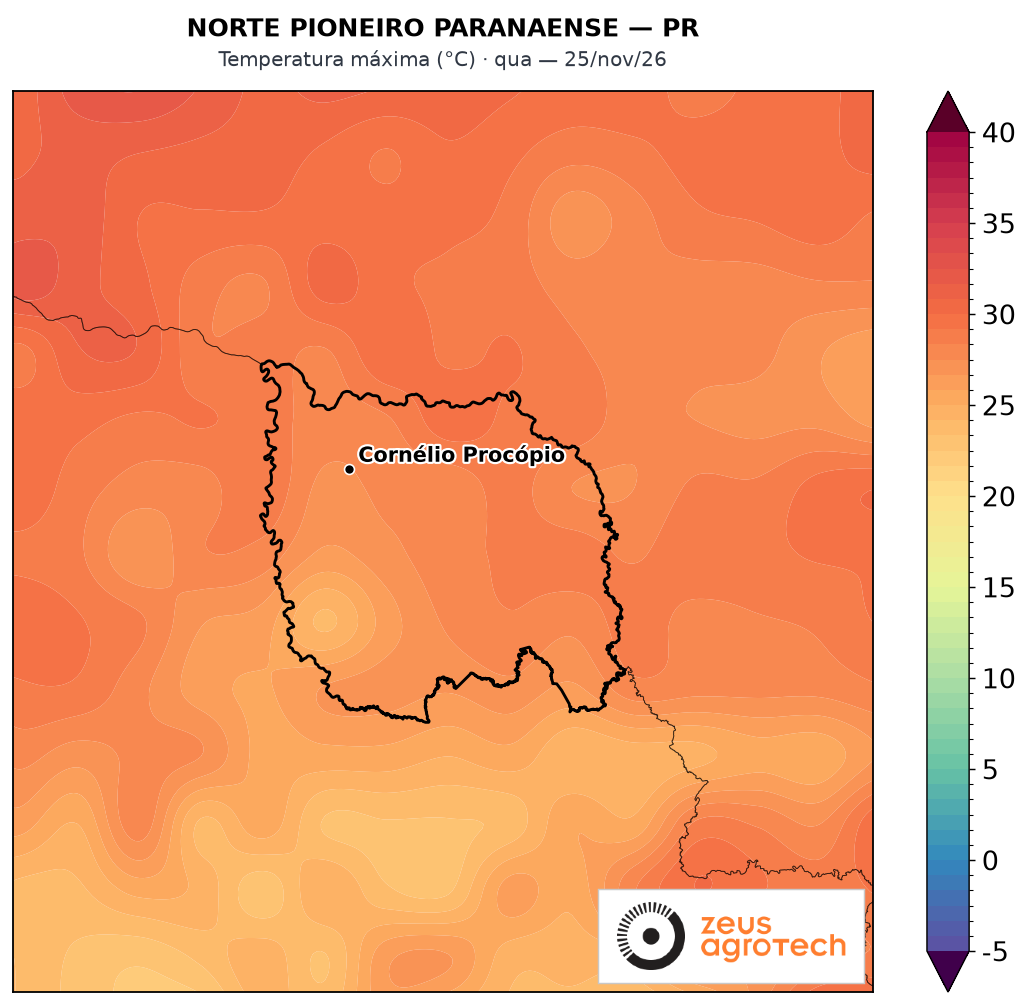 NORTE PIONEIRO PARANAENSE — PR
Temperatura máxima (°C) · qua — 25/nov/26
Cornélio Procópio
40
35
30
25
20
15
10
5
0
-5
zeus
agrotech